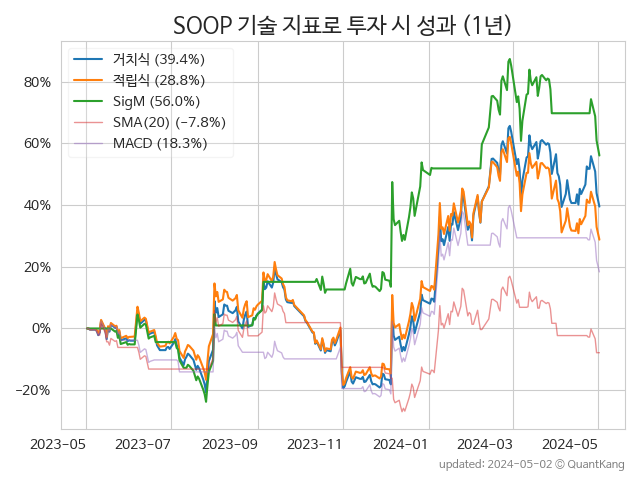 SOOP 기술 지표로 투자 시 성과 (1년)
거치식 (39.4%)
적립식 (28.8%)
SigM (56.0%)
SMA(20) (−7.8%)
MACD (18.3%)
80%
60%
40%
20%
0%
−20%
2023-05 2023-07 2023-09 2023-11 2024-01 2024-03 2024-05
updated: 2024-05-02 © QuantKang